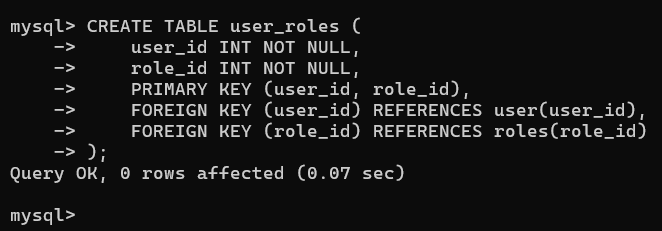 mysql> CREATE TABLE user_roles (
    ->     user_id INT NOT NULL,
    ->     role_id INT NOT NULL,
    ->     PRIMARY KEY (user_id, role_id),
    ->     FOREIGN KEY (user_id) REFERENCES user(user_id),
    ->     FOREIGN KEY (role_id) REFERENCES roles(role_id)
    -> );
Query OK, 0 rows affected (0.07 sec)
mysql>